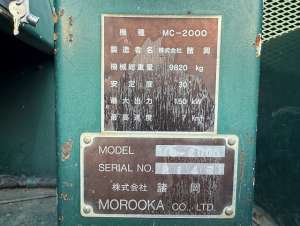 機種 MC-2000
製造者名 株式会社 諸岡
機械総重量 9820 kg
安定度 30°
最大出力 150 kW
最高速度 7 Km/
MODEL
SERIAL NO.
株式会社 諸岡
MOROOKA CO., LTD.